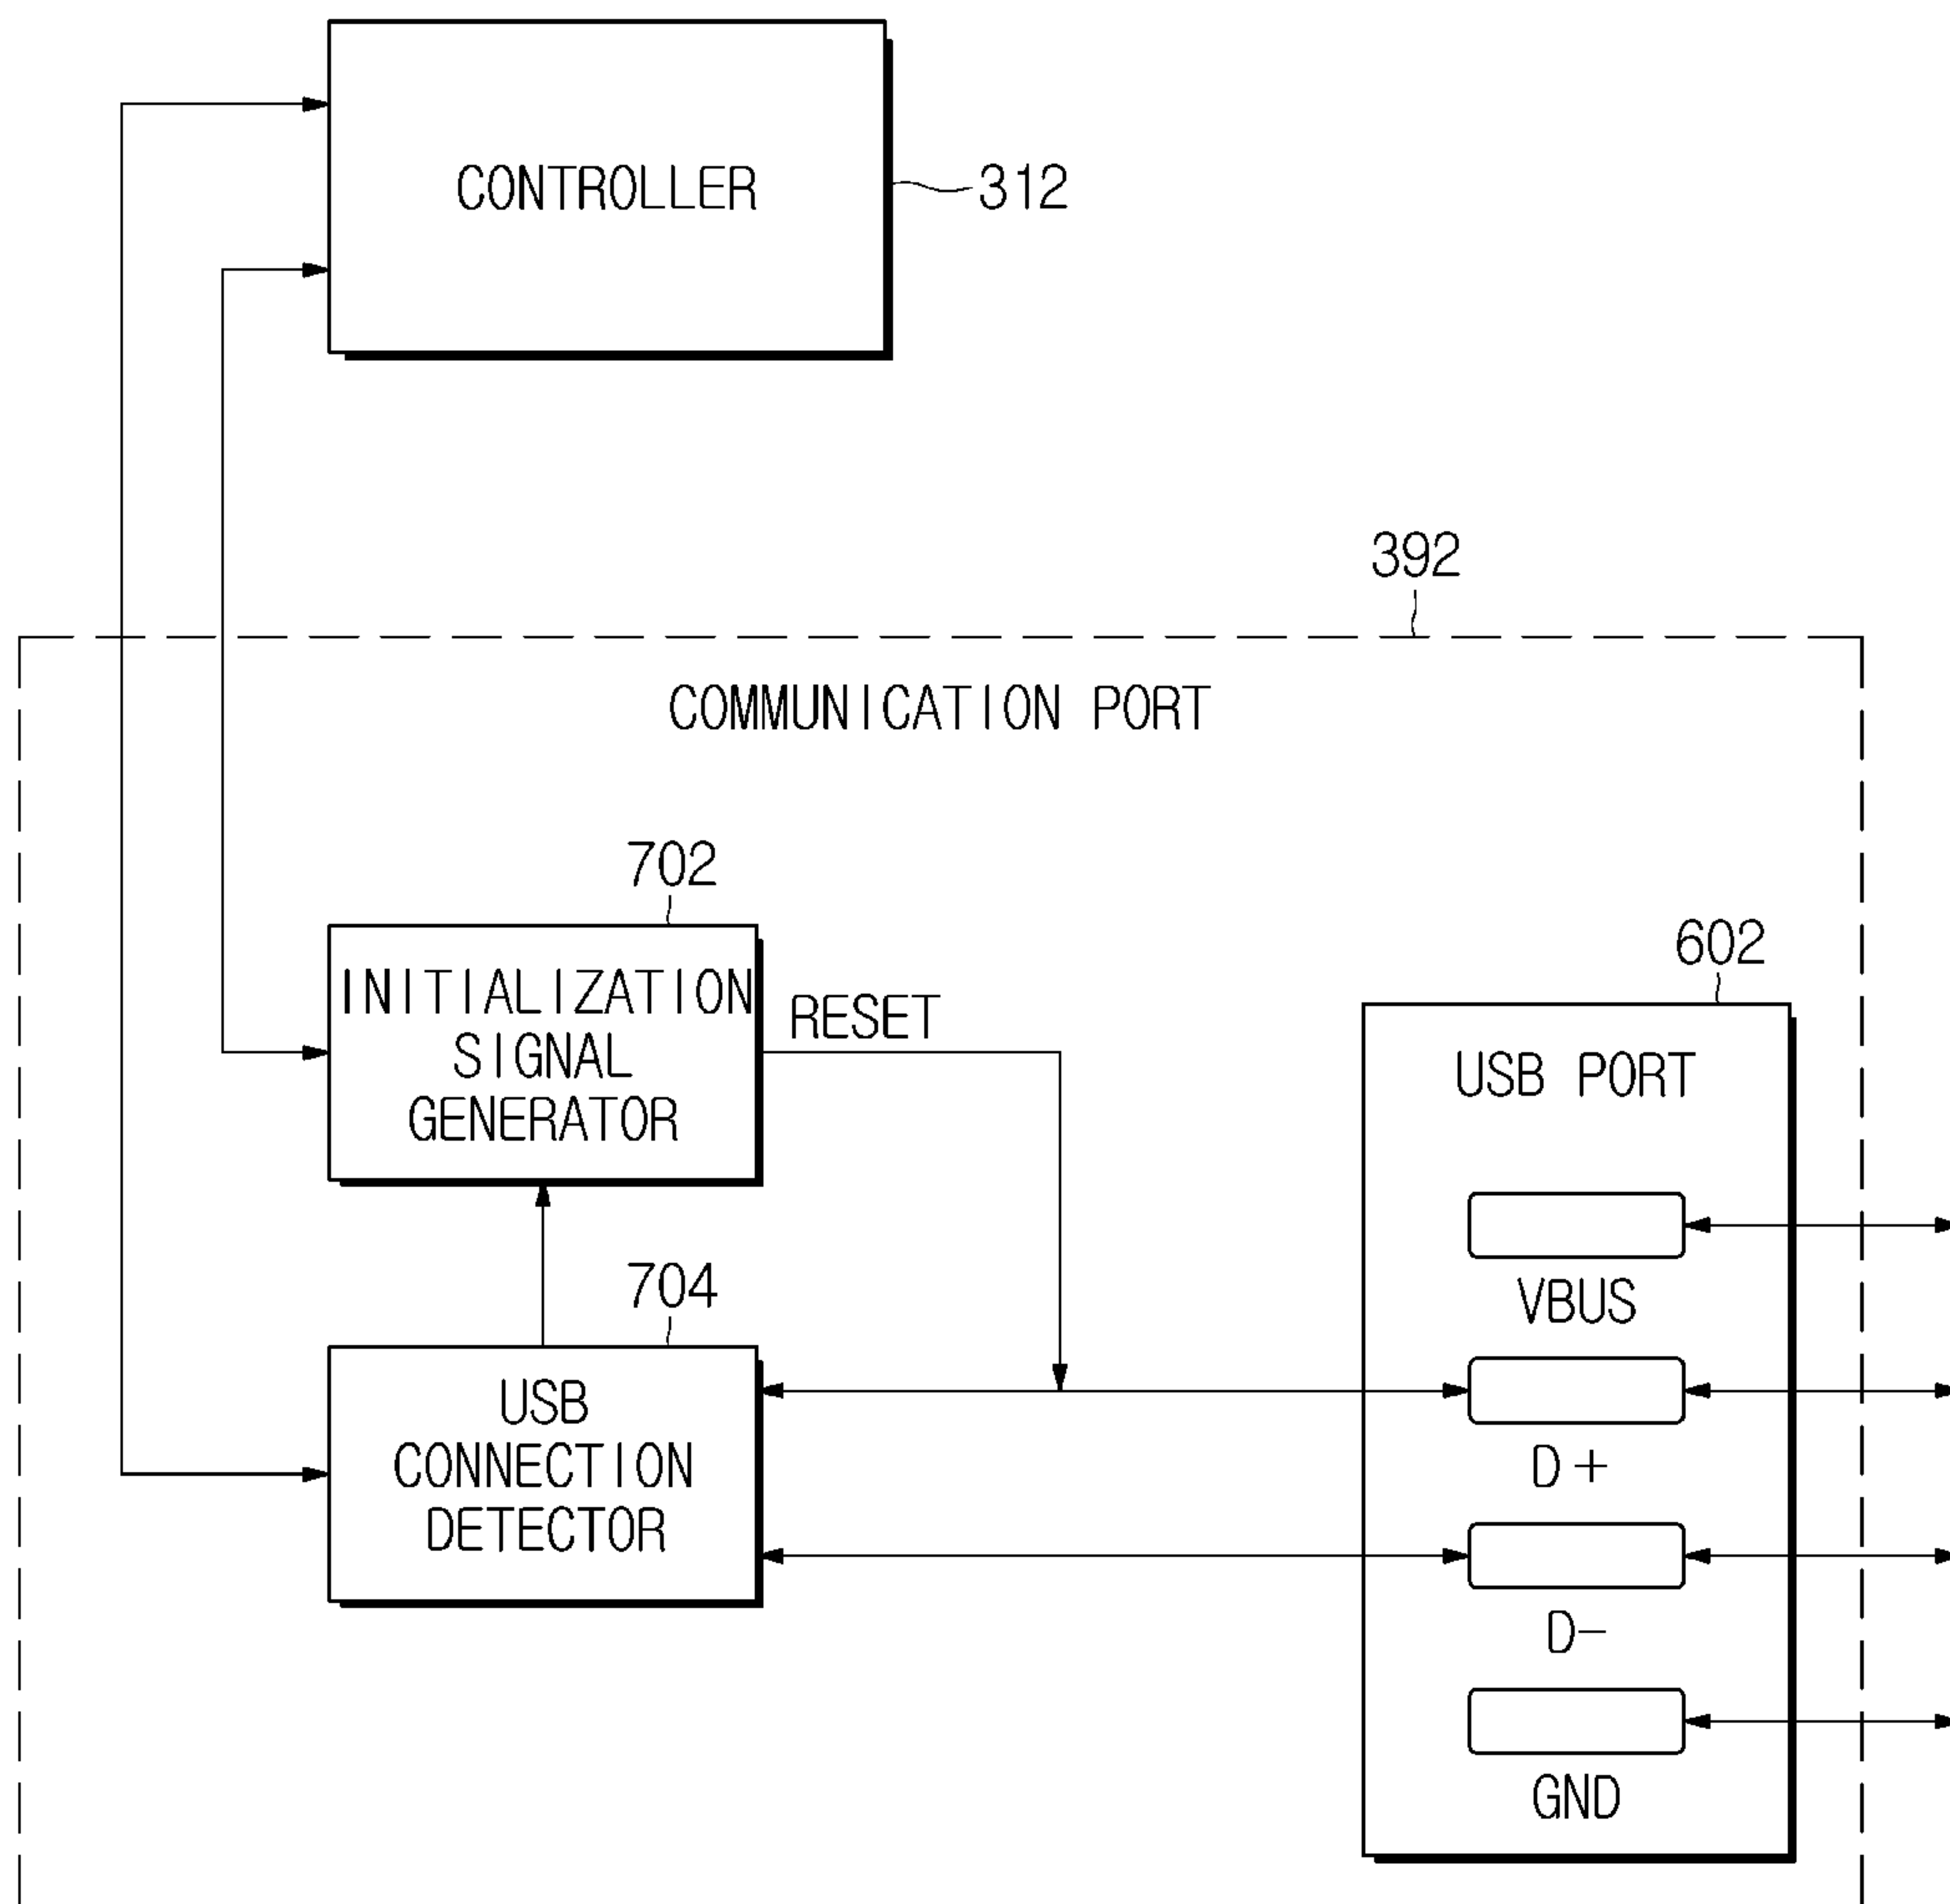 CONTROLLER
312
392
COMMUNICATION PORT
702
INITIALIZATION
SIGNAL
GENERATOR
RESET
704
USB
CONNECTION
DETECTOR
602
USB PORT
VBUS
D+
D-
GND